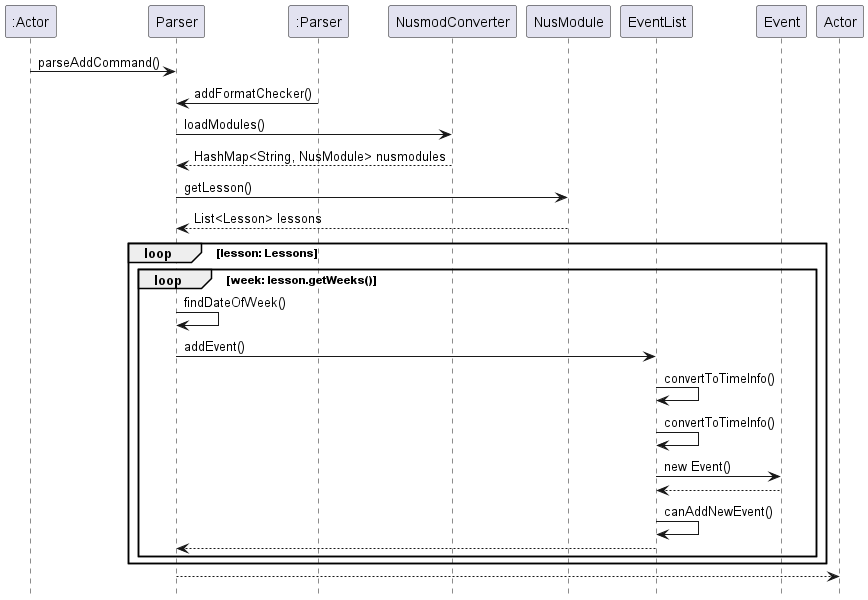 :Actor Parser :Parser NusmodConverter NusModule EventList Event Actor
parseAddCommand()
addFormatChecker()
loadModules()
HashMap<String, NusModule> nusmodules
getLesson()
List<Lesson> lessons
loop [lesson: Lessons]
loop [week: lesson.getWeeks()]
findDateOfWeek()
addEvent()
convertToTimeInfo()
convertToTimeInfo()
new Event()
canAddNewEvent()